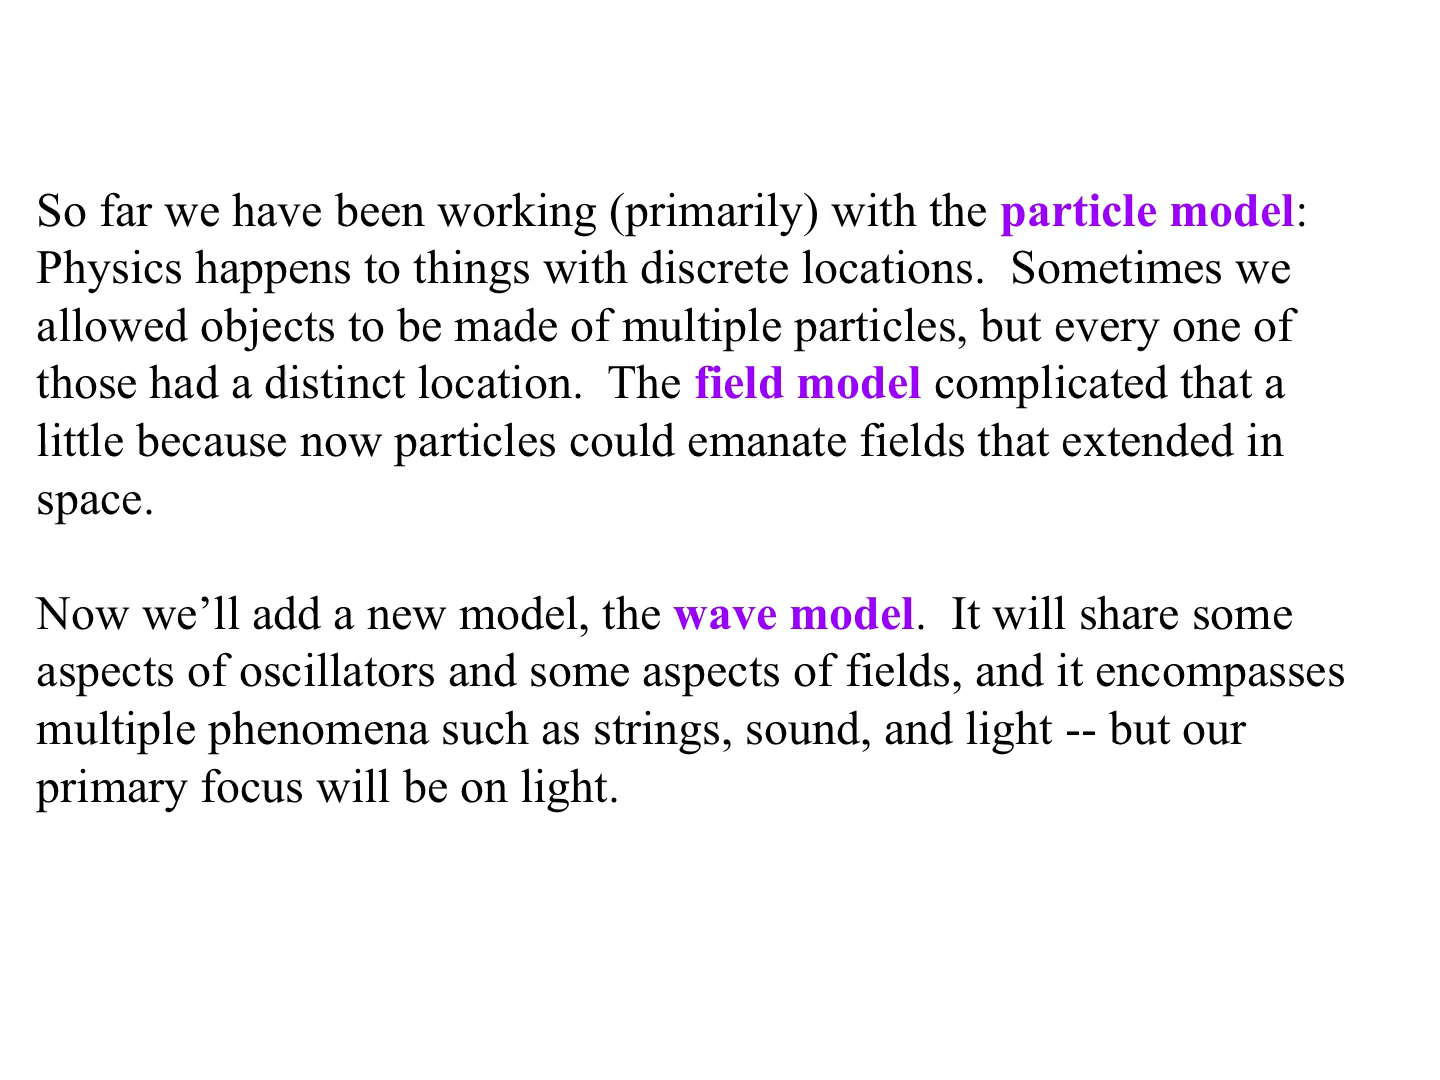 So far we have been working (primarily) with the particle model:
Physics happens to things with discrete locations.  Sometimes we
allowed objects to be made of multiple particles, but every one of
those had a distinct location.  The field model complicated that a
little because now particles could emanate fields that extended in
space.
Now we’ll add a new model, the wave model.  It will share some
aspects of oscillators and some aspects of fields, and it encompasses
multiple phenomena such as strings, sound, and light -- but our
primary focus will be on light.